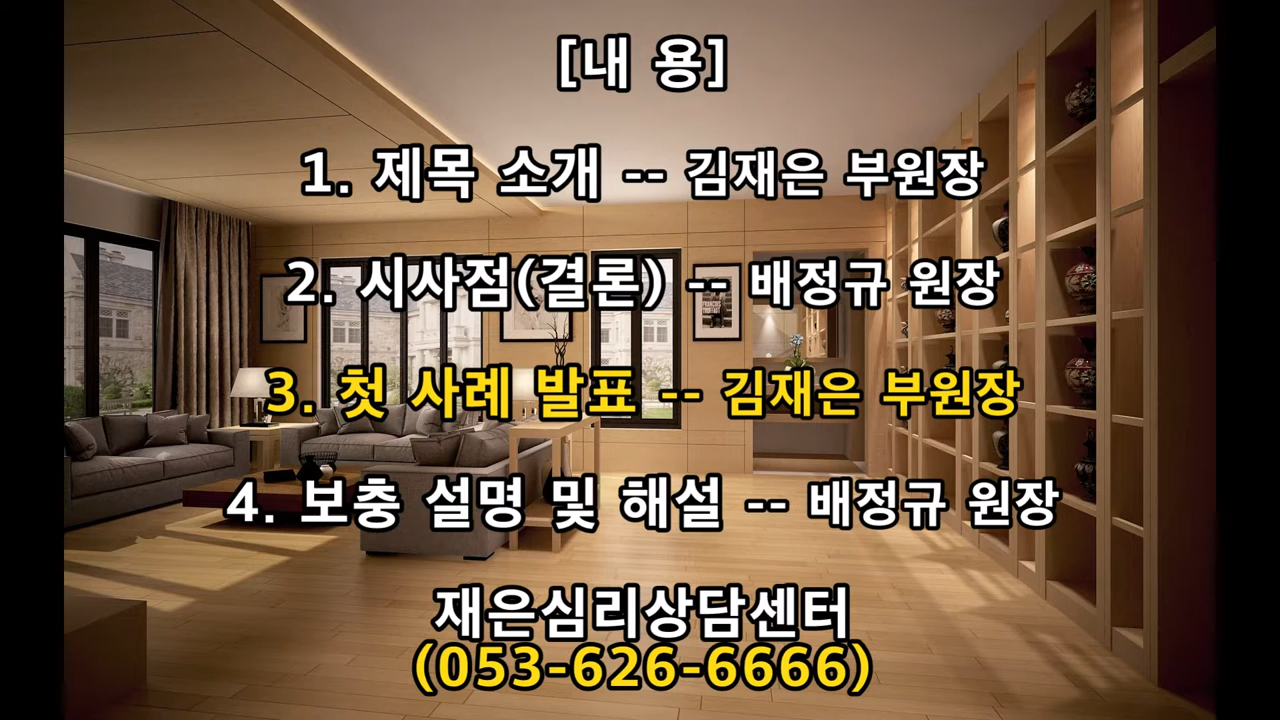 [내 용]
1. 제목 소개 -- 김재은 부원장
2. 시사점(결론) -- 배정규 원장
3. 첫 사례 발표 -- 김재은 부원장
4. 보충 설명 및 해설 -- 배정규 원장
재은심리상담센터
(053-626-6666)